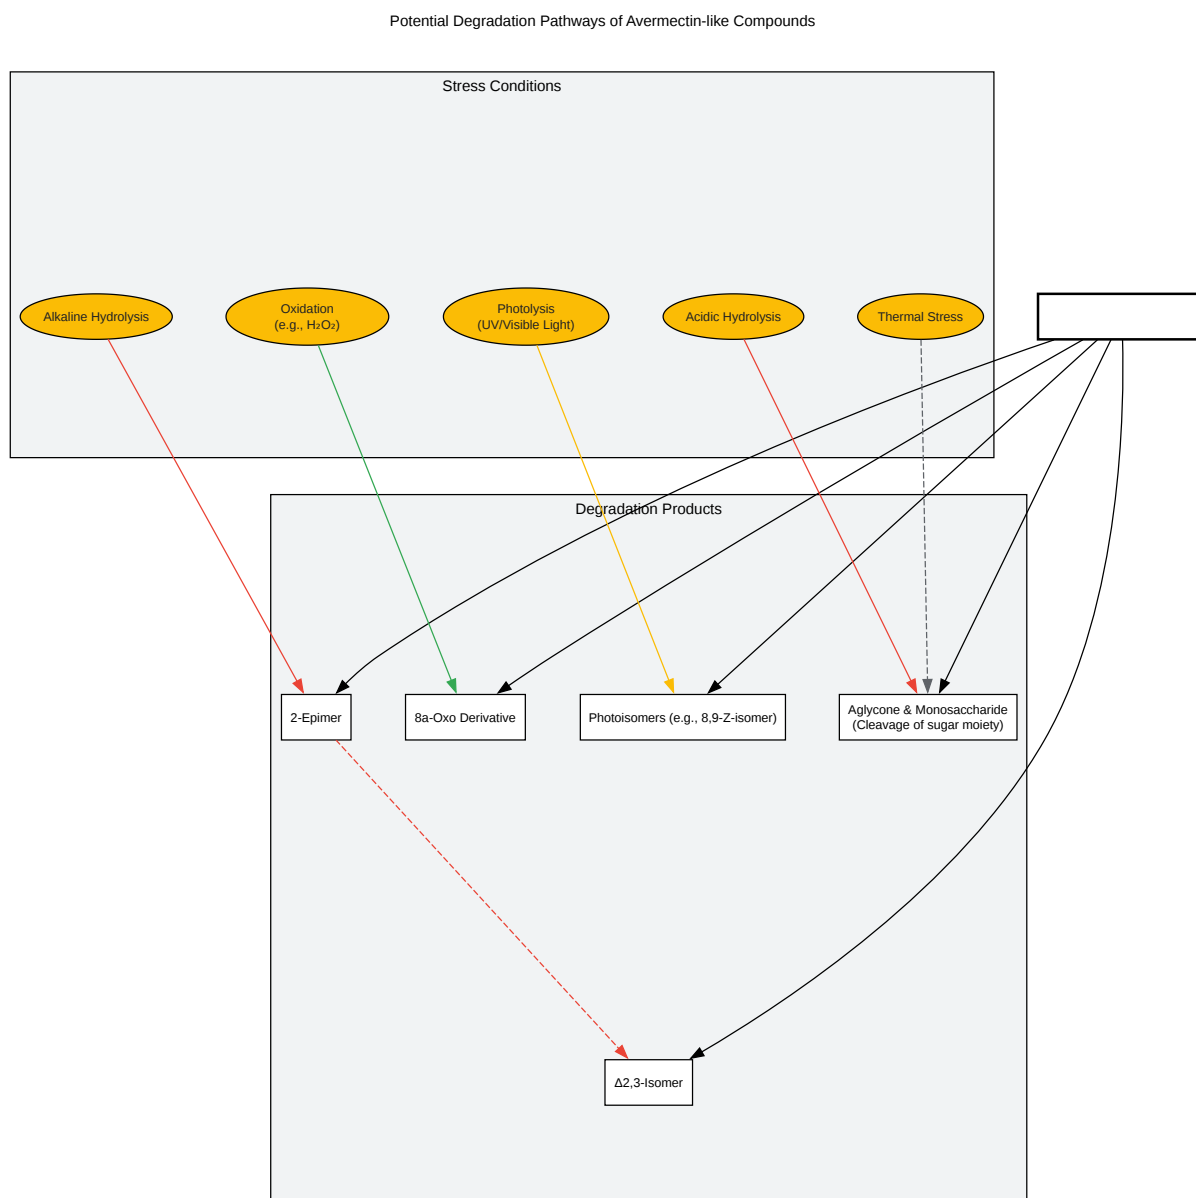 Potential Degradation Pathways of Avermectin-like Compounds
Stress Conditions
Alkaline Hydrolysis
Oxidation
(e.g., H₂O₂)
Photolysis
(UV/Visible Light)
Acidic Hydrolysis
Thermal Stress
Degradation Products
2-Epimer
8a-Oxo Derivative
Photoisomers (e.g., 8,9-Z-isomer)
Aglycone & Monosaccharide
(Cleavage of sugar moiety)
Δ2,3-Isomer